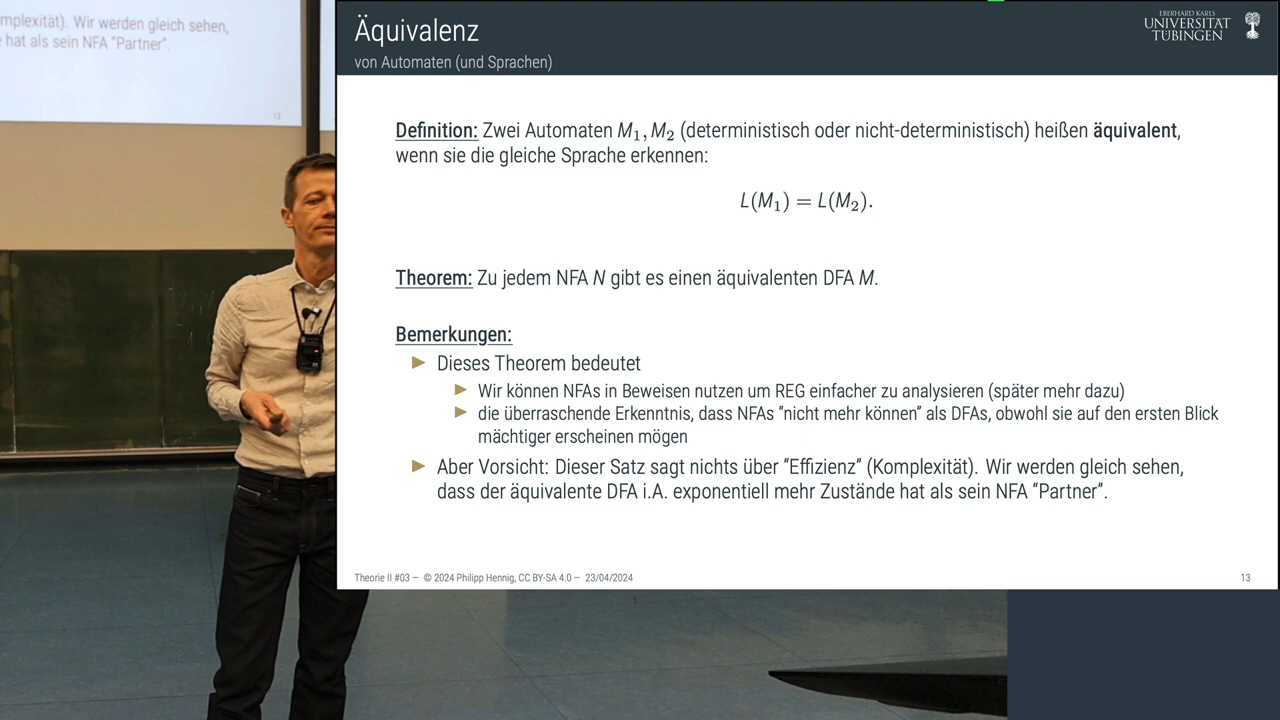 mplexität). Wir werden gleich sehen,
hat als sein NFA “Partner”.
13
Äquivalenz
von Automaten (und Sprachen)
EBERHARD KARLS
UNIVERSITÄT
TÜBINGEN
Definition: Zwei Automaten M₁, M₂ (deterministisch oder nicht-deterministisch) heißen äquivalent,
wenn sie die gleiche Sprache erkennen:
L(M₁) = L(M₂).
Theorem: Zu jedem NFA N gibt es einen äquivalenten DFA M.
Bemerkungen:
▶ Dieses Theorem bedeutet
▶ Wir können NFAs in Beweisen nutzen um REG einfacher zu analysieren (später mehr dazu)
▶ die überraschende Erkenntnis, dass NFAs “nicht mehr können” als DFAs, obwohl sie auf den ersten Blick
mächtiger erscheinen mögen
▶ Aber Vorsicht: Dieser Satz sagt nichts über “Effizienz” (Komplexität). Wir werden gleich sehen,
dass der äquivalente DFA i.A. exponentiell mehr Zustände hat als sein NFA “Partner”.
Theorie II #03 — © 2024 Philipp Hennig, CC BY-SA 4.0 — 23/04/2024
13